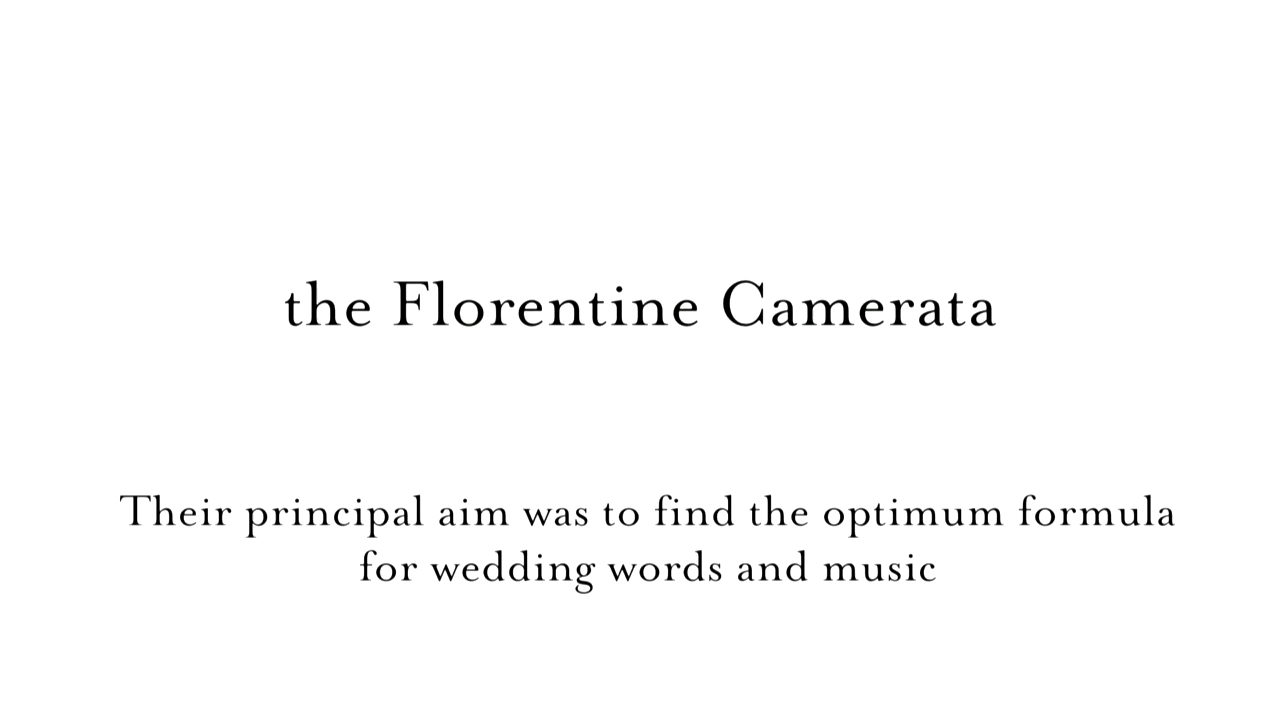 the Florentine Camerata
Their principal aim was to find the optimum formula
for wedding words and music